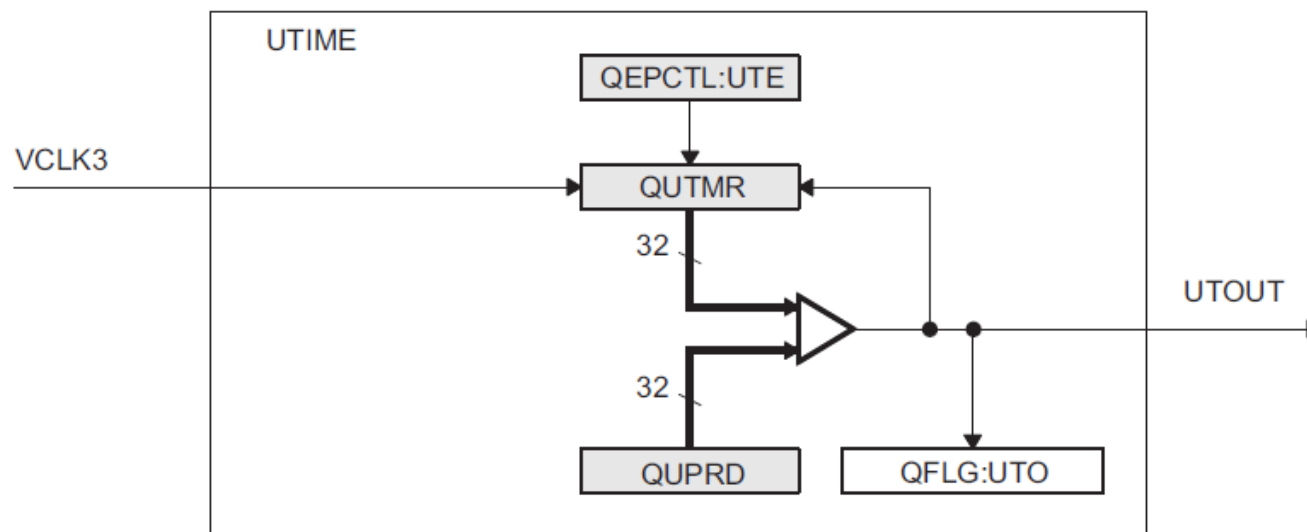 UTIME
QEPCTL:UTE
VCLK3
QUTMR
32
UTOUT
32
QUPRD
QFLG:UTO